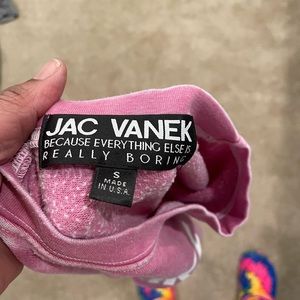 JAC VANEK
BECAUSE EVERYTHING ELSE IS
REALLY BORING
S
MADE
IN U.S.A.